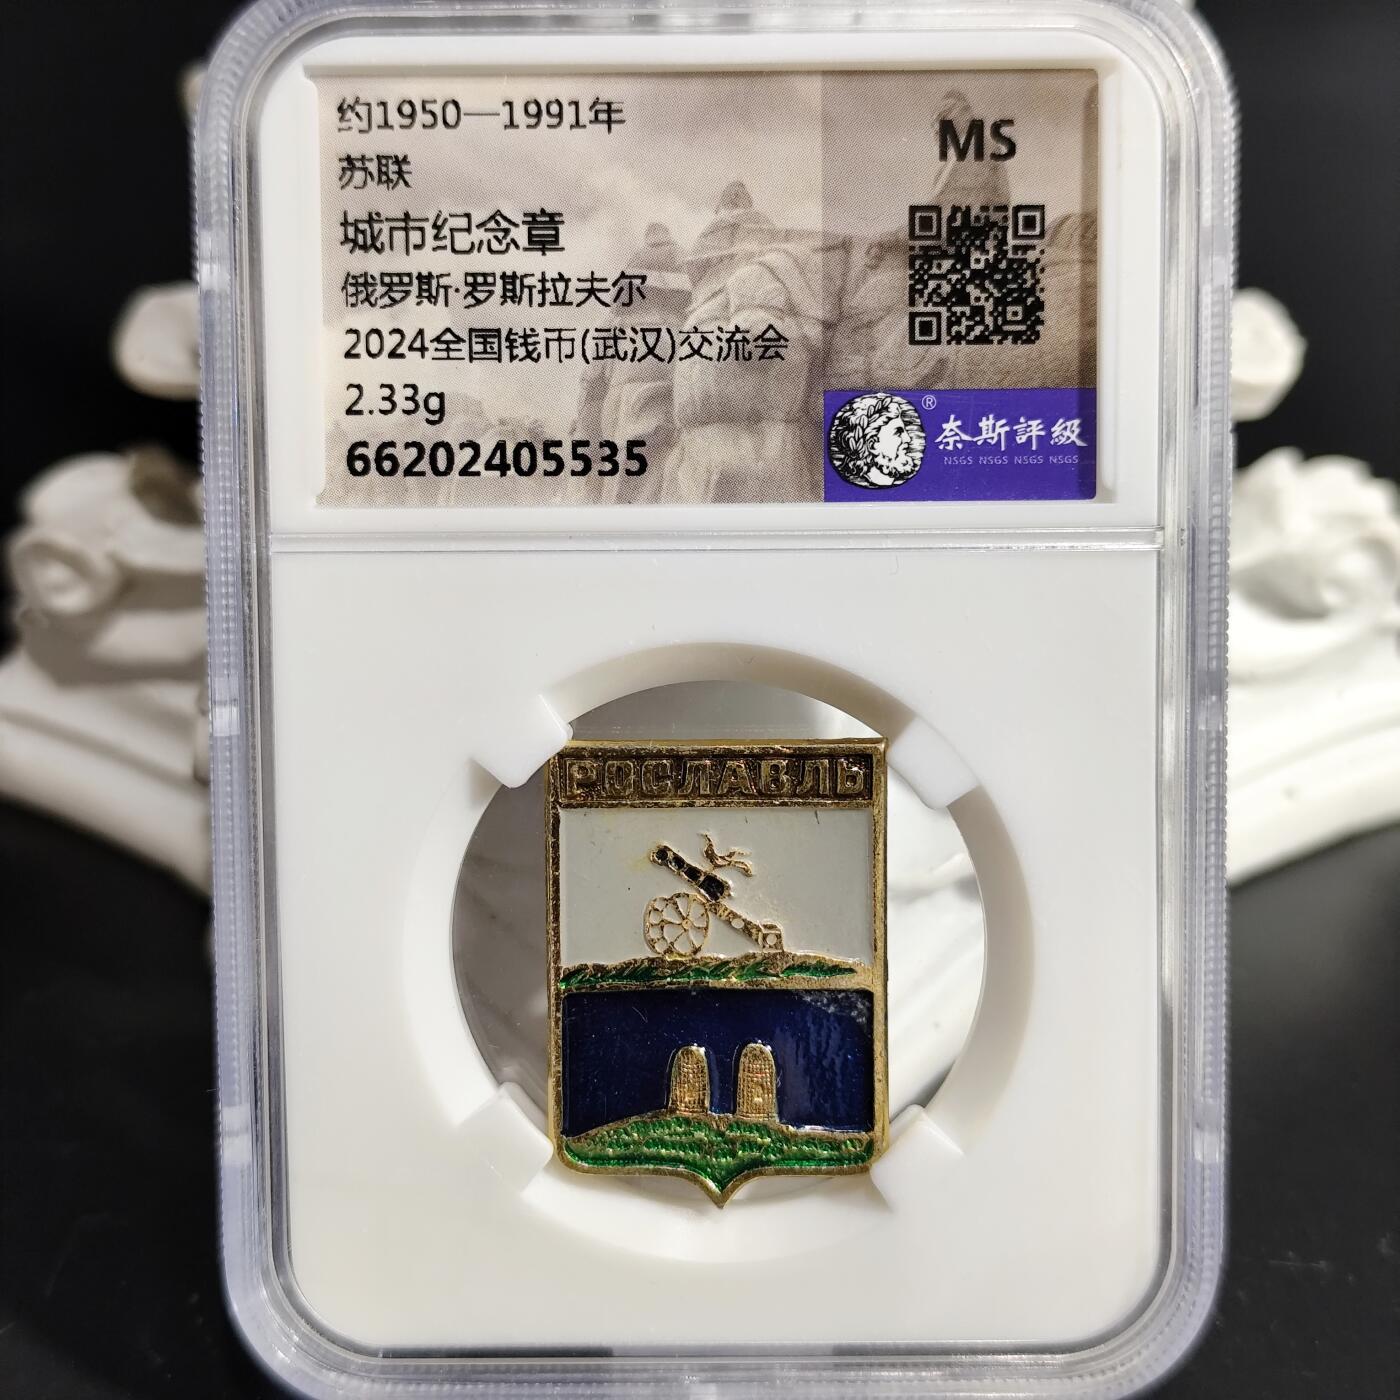 约1950—1991年
苏联
城市纪念章
俄罗斯·罗斯拉夫尔
2024全国钱币(武汉)交流会
2.33g
66202405535
MS
®
奈斯評級
NSGS NSGS NSGS NSGS
РОСЛАВЛЬ